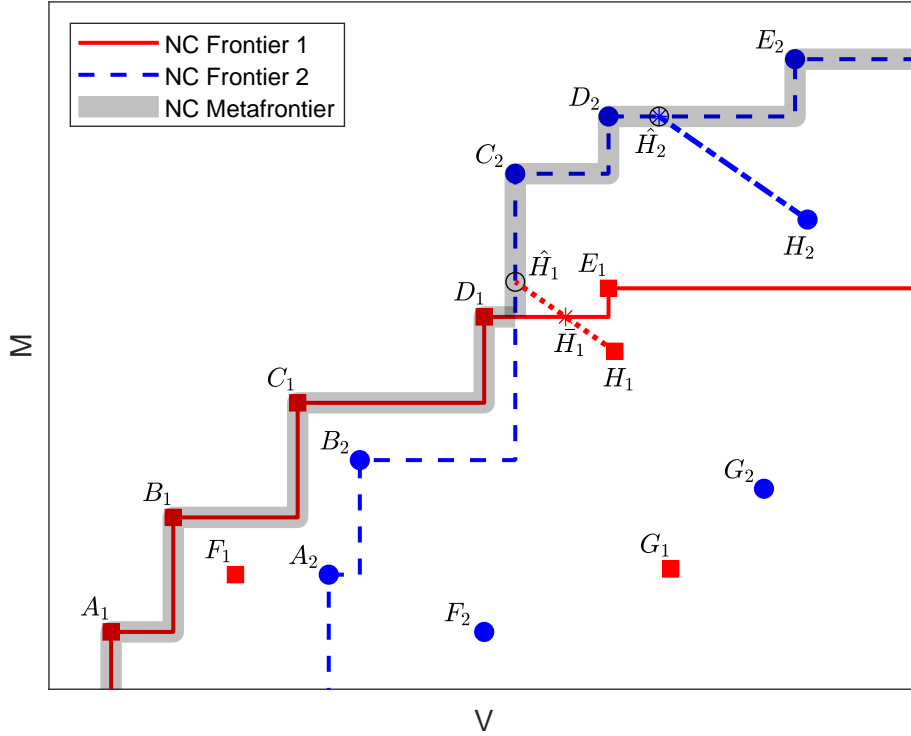 NC Frontier 1
NC Frontier 2
NC Metafrontier
E₂
D₂
Ĥ₂
C₂
H₂
Ĥ₁
E₁
D₁
H̄₁
H₁
C₁
B₂
G₂
B₁
F₁
A₂
G₁
A₁
F₂
M
V